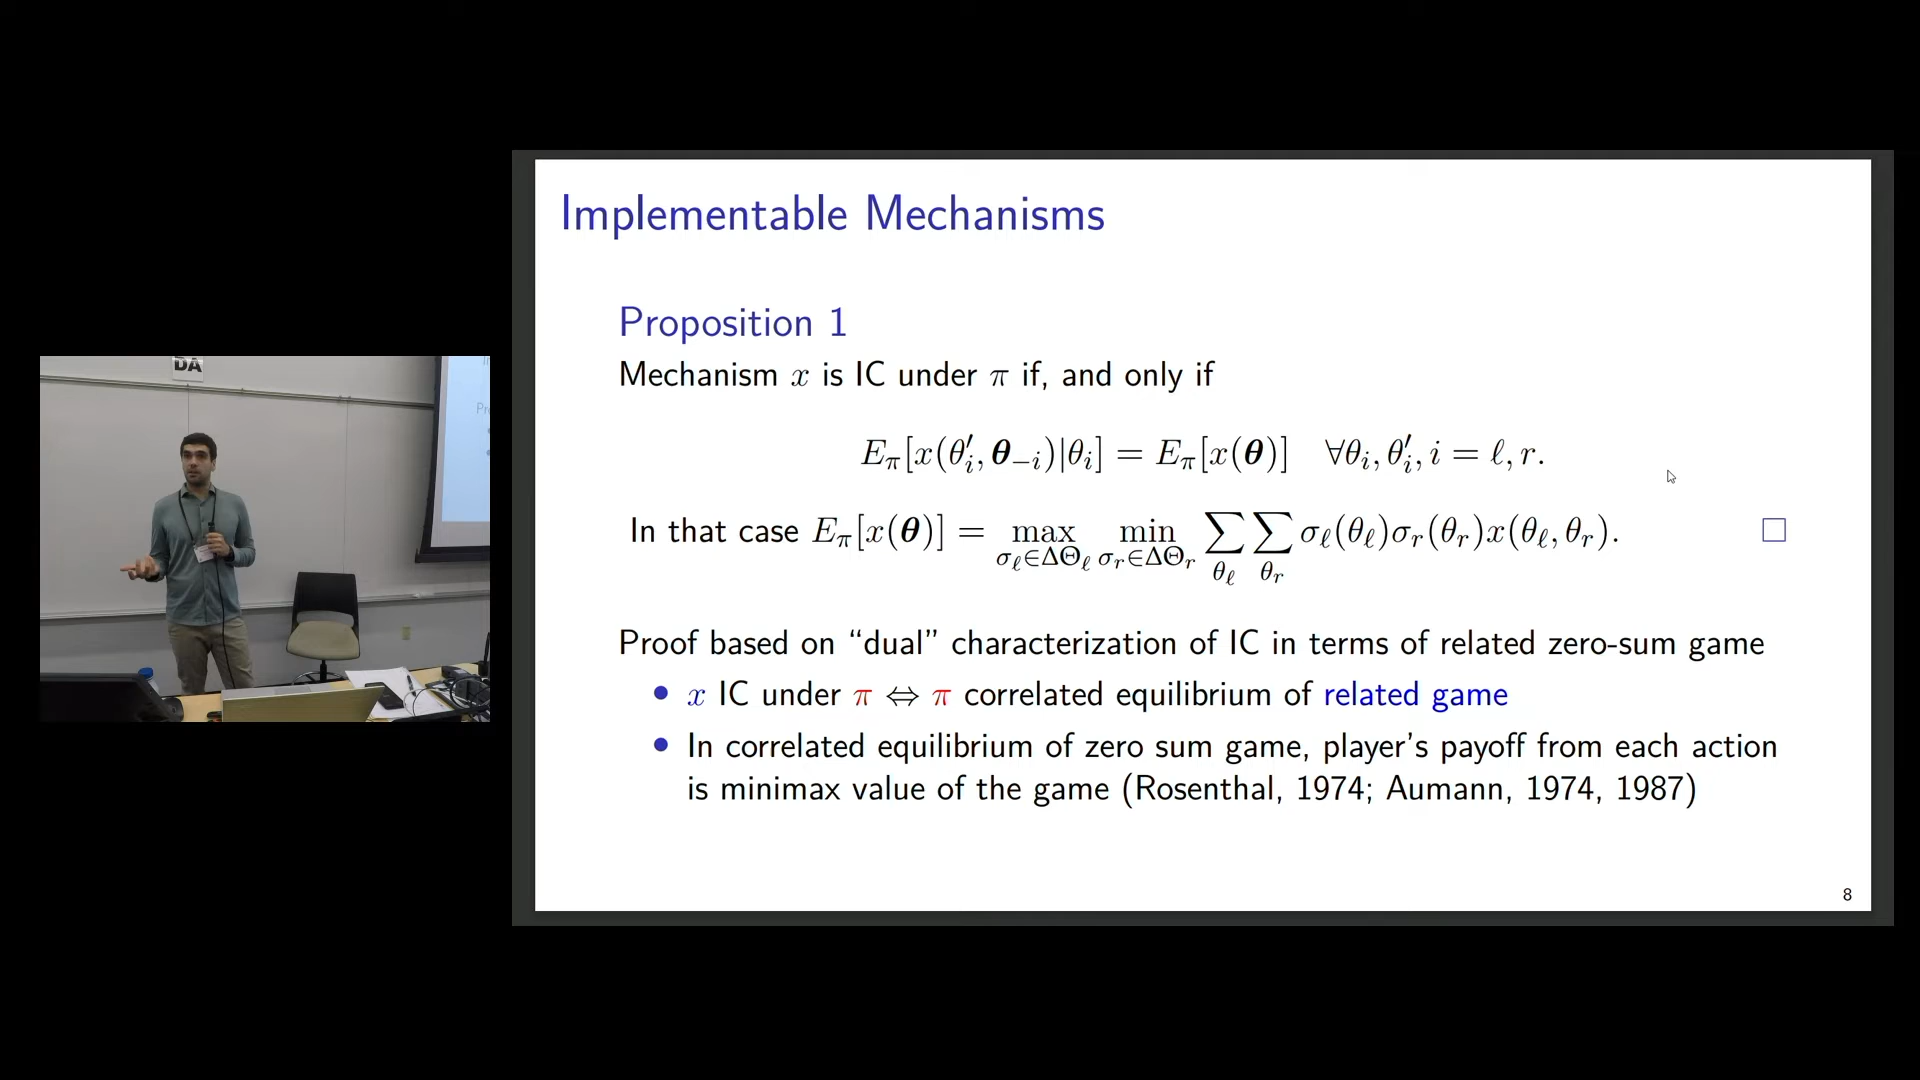 DA
Implementable Mechanisms
Proposition 1
Mechanism x is IC under π if, and only if
E_π[x(θ′_i, θ_{−i})|θ_i] = E_π[x(θ)] ∀θ_i, θ′_i, i = ℓ, r.
In that case E_π[x(θ)] = max_{σ_ℓ∈ΔΘ_ℓ} min_{σ_r∈ΔΘ_r} ∑_{θ_ℓ} ∑_{θ_r} σ_ℓ(θ_ℓ)σ_r(θ_r)x(θ_ℓ, θ_r). □
Proof based on “dual” characterization of IC in terms of related zero-sum game
• x IC under π ⇔ π correlated equilibrium of related game
• In correlated equilibrium of zero sum game, player’s payoff from each action
is minimax value of the game (Rosenthal, 1974; Aumann, 1974, 1987)
8